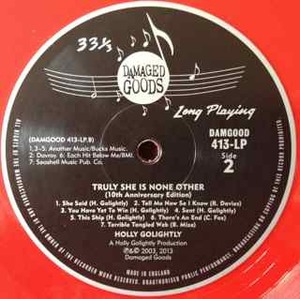 33⅓
DAMAGED
GOODS
Long Playing
(DAMGOOD 413-LP.B)
1, 3-5: Another Music/Bucks Music.
2: Davray. 6: Each Hit Below Me/BMI.
7: Seashell Music Pub. Co.
DAMGOOD
413-LP
Side
2
TRULY SHE IS NONE OTHER
(10th Anniversary Edition)
1. She Said (H. Golightly) 2. Tell Me Now So I Know (R. Davies)
3. You Have Yet To Win (H. Golightly) 4. Sent (H. Golightly)
5. This Ship (H. Golightly) 6. There's An End (C. Fox)
7. Terrible Tangled Web (B. Mize)
HOLLY GOLIGHTLY
A Holly Golightly Production
℗&© 2003, 2013
Damaged Goods
MADE IN ENGLAND